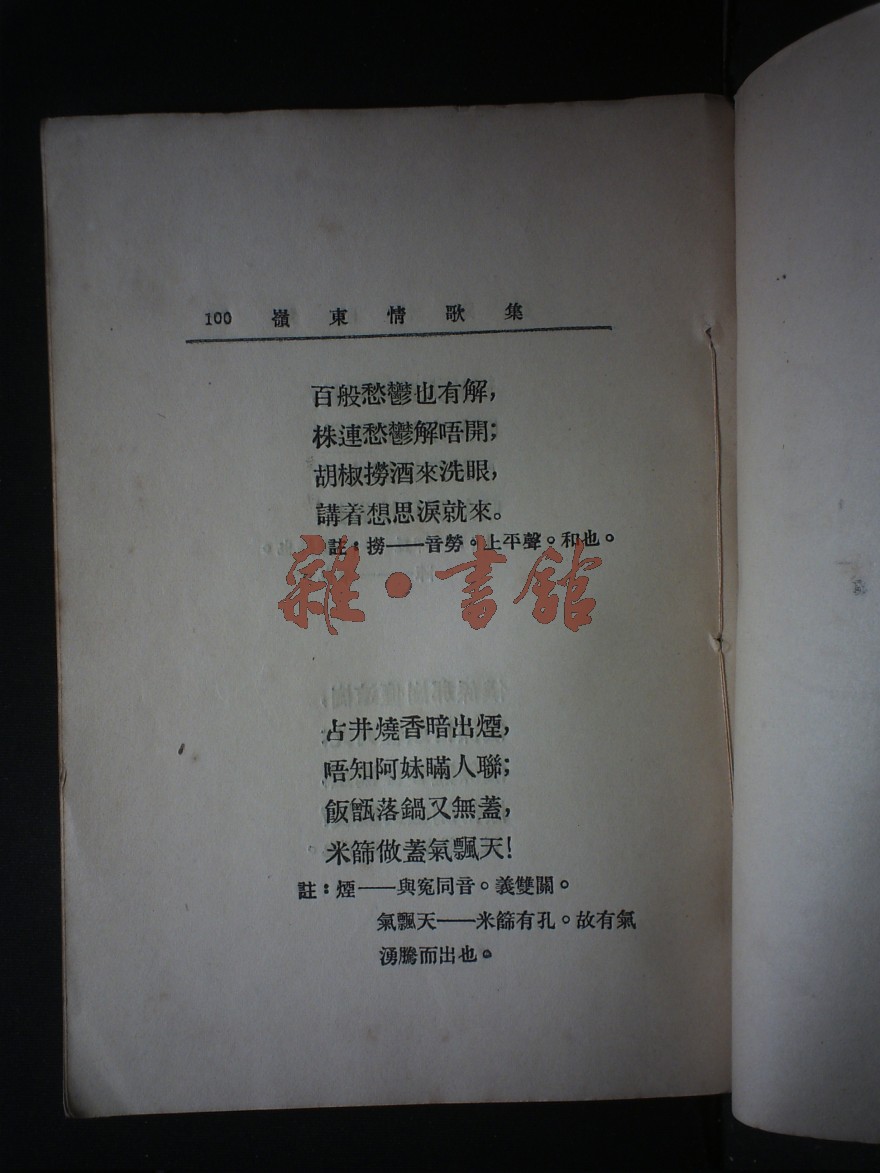 100 嶺東情歌集
百般愁鬱也有解，
株連愁鬱解唔開；
胡椒撈酒來洗眼，
講着想思淚就來。
註：撈——音勞。上平聲。和也。
雜·書館
占井燒香暗出煙，
唔知阿妹瞞人聯；
飯甑落鍋又無蓋，
米篩做蓋氣飄天！
註：煙——與寃同音。義雙關。
氣飄天——米篩有孔。故有氣
湧騰而出也。